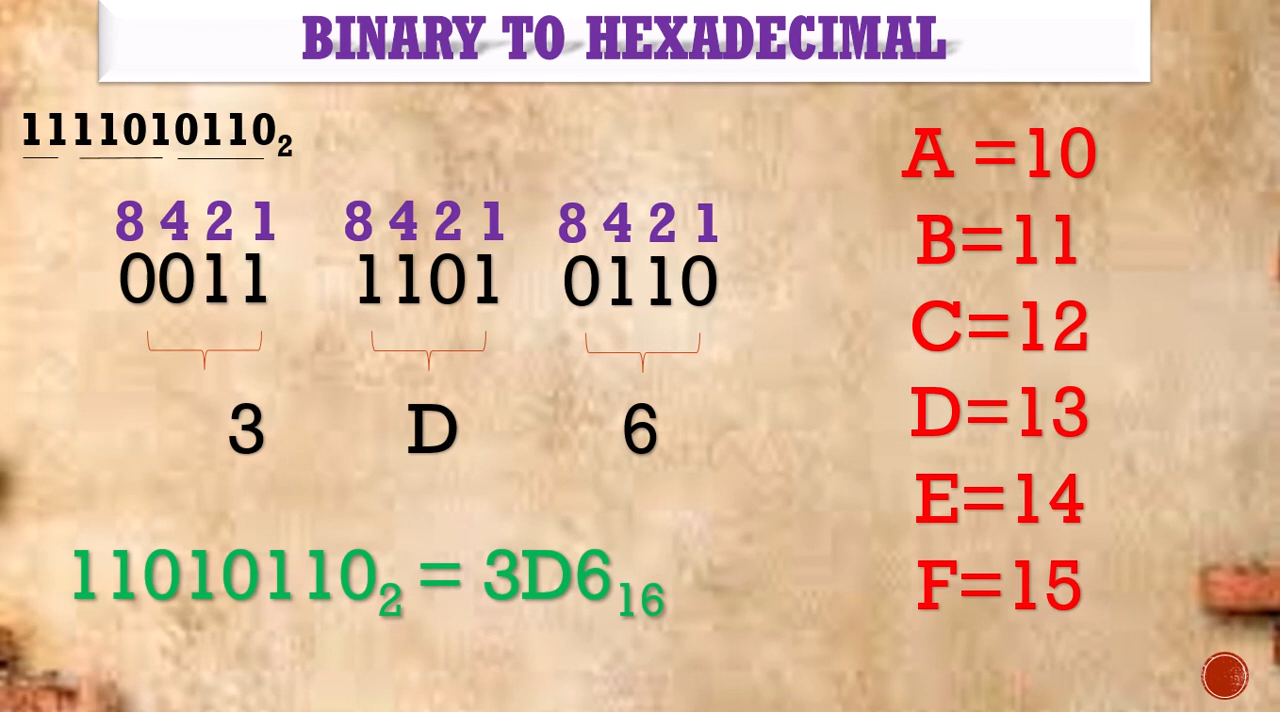 BINARY TO HEXADECIMAL
1111010110₂
8 4 2 1 8 4 2 1 8 4 2 1
0011 1101 0110
3 D 6
11010110₂ = 3D6₁₆
A =10
B=11
C=12
D=13
E=14
F=15